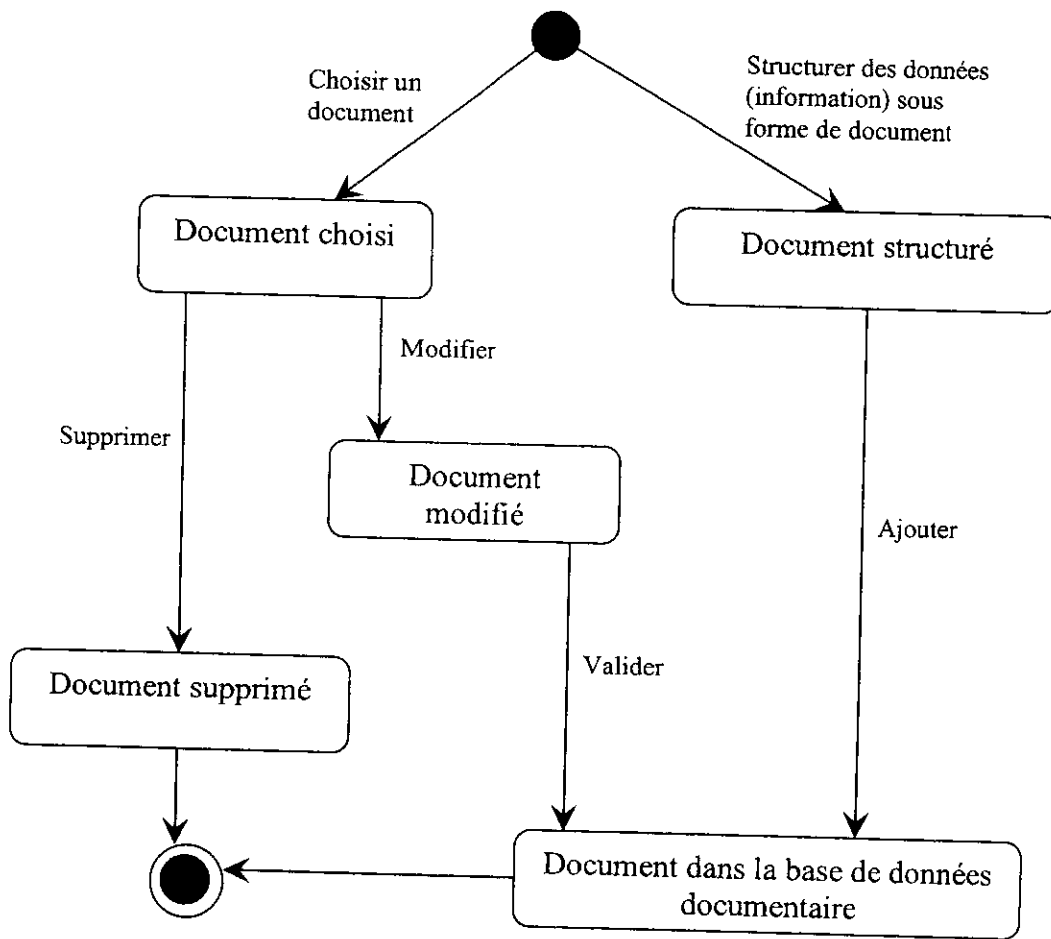 Choisir un
document
Structurer des données
(information) sous
forme de document
Document choisi
Document structuré
Modifier
Supprimer
Document
modifié
Ajouter
Valider
Document supprimé
Document dans la base de données
documentaire